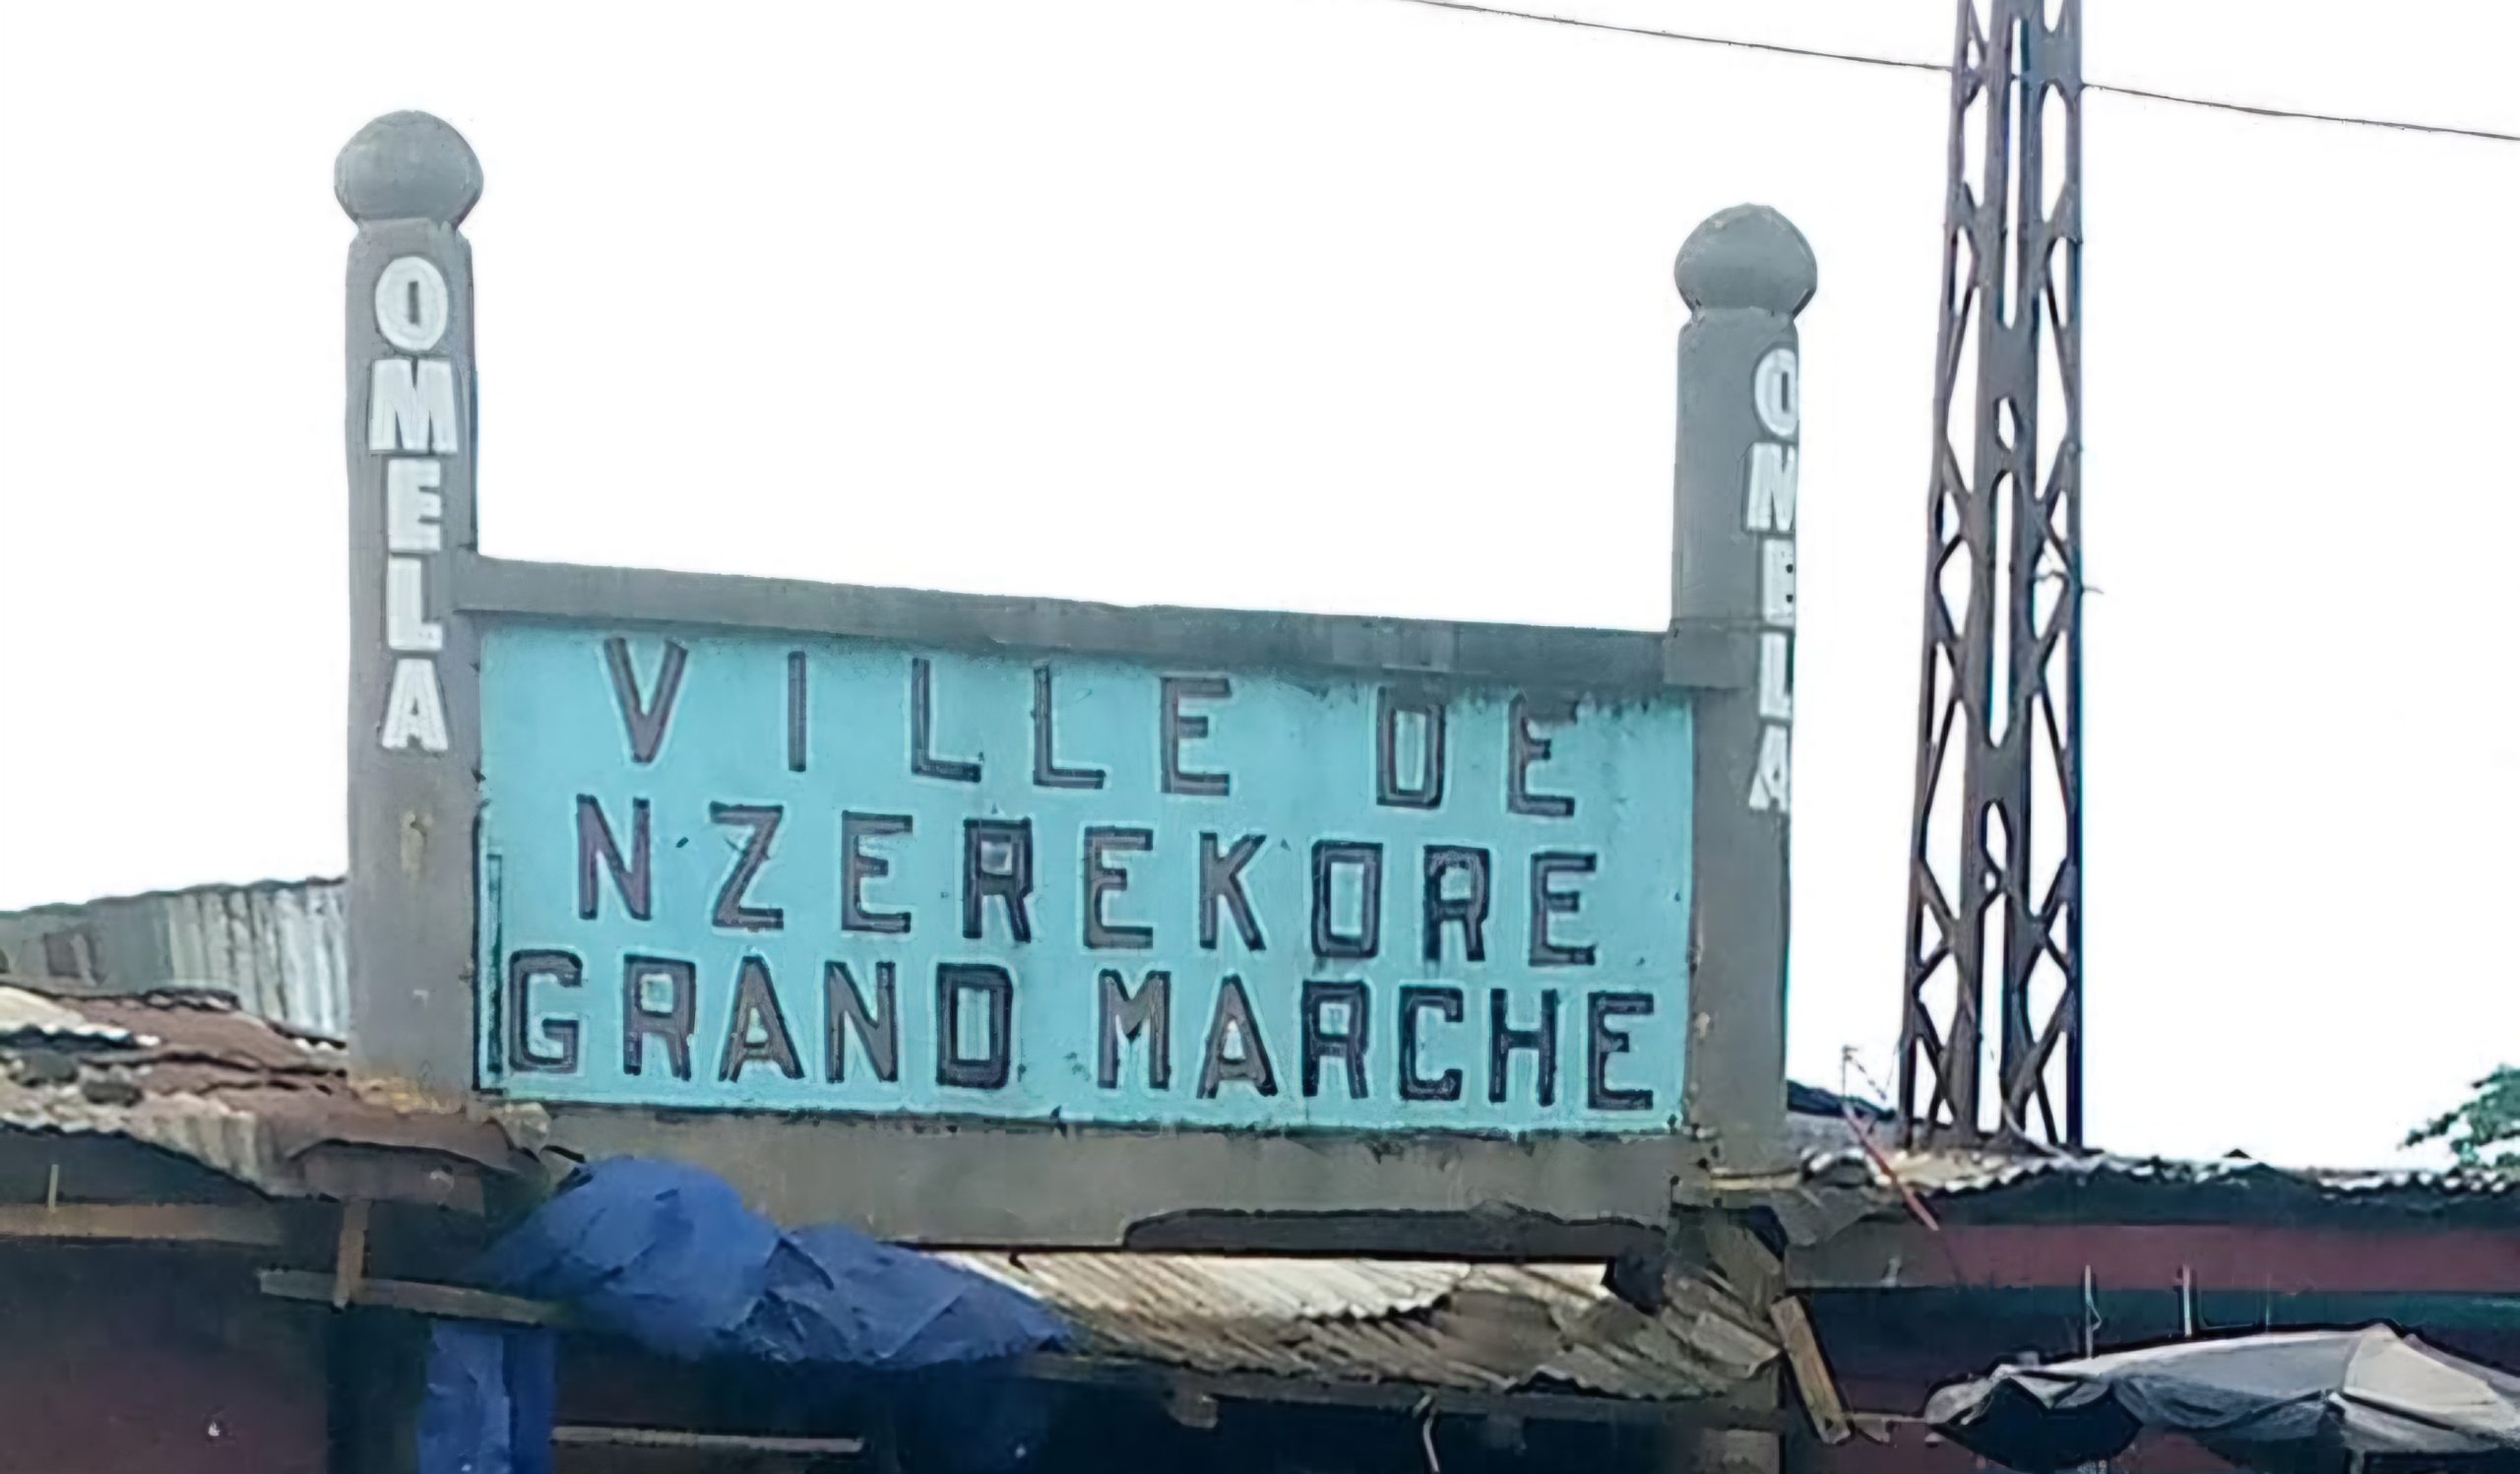 OMELA
VILLE DE
NZEREKORE
GRAND MARCHE
OMELA